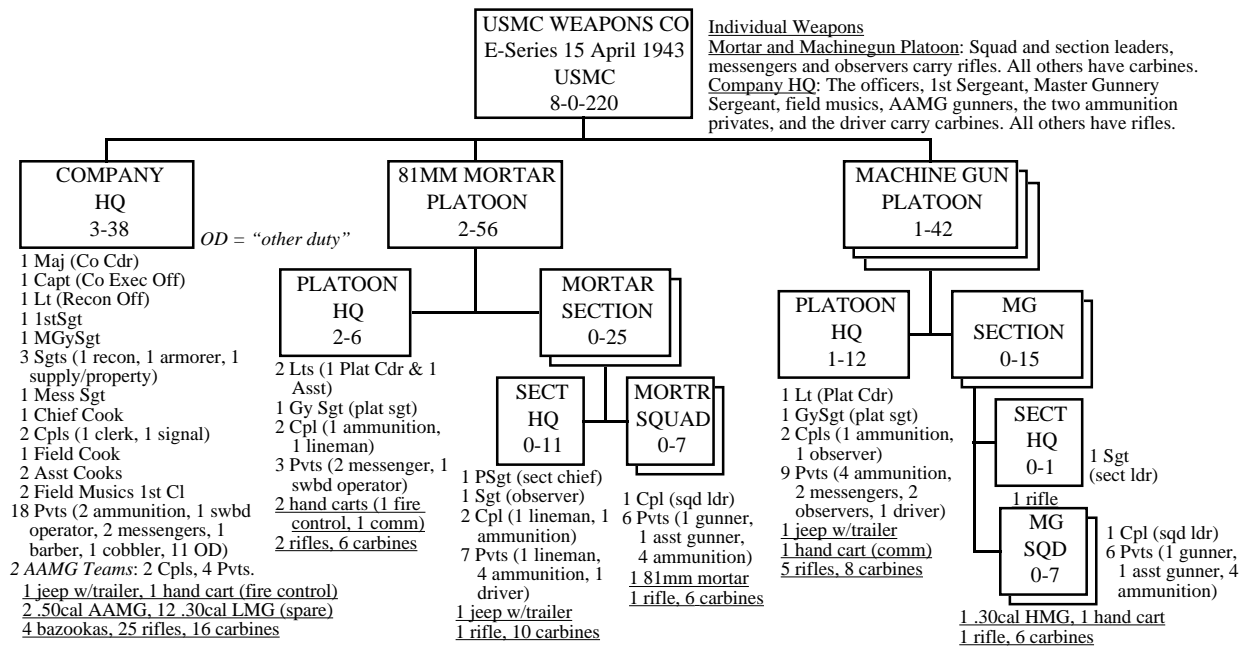 USMC WEAPONS CO
E-Series 15 April 1943
USMC
8-0-220
Individual Weapons
Mortar and Machinegun Platoon: Squad and section leaders,
messengers and observers carry rifles. All others have carbines.
Company HQ: The officers, 1st Sergeant, Master Gunnery
Sergeant, field musics, AAMG gunners, the two ammunition
privates, and the driver carry carbines. All others have rifles.
COMPANY
HQ
3-38
OD = “other duty”
1 Maj (Co Cdr)
1 Capt (Co Exec Off)
1 Lt (Recon Off)
1 1stSgt
1 MGySgt
3 Sgts (1 recon, 1 armorer, 1
supply/property)
1 Mess Sgt
1 Chief Cook
2 Cpls (1 clerk, 1 signal)
1 Field Cook
2 Asst Cooks
2 Field Musics 1st Cl
18 Pvts (2 ammunition, 1 swbd
operator, 2 messengers, 1
barber, 1 cobbler, 11 OD)
2 AAMG Teams: 2 Cpls, 4 Pvts.
1 jeep w/trailer, 1 hand cart (fire control)
2 .50cal AAMG, 12 .30cal LMG (spare)
4 bazookas, 25 rifles, 16 carbines
81MM MORTAR
PLATOON
2-56
PLATOON
HQ
2-6
2 Lts (1 Plat Cdr & 1
Asst)
1 Gy Sgt (plat sgt)
2 Cpl (1 ammunition,
1 lineman)
3 Pvts (2 messenger, 1
swbd operator)
2 hand carts (1 fire
control, 1 comm)
2 rifles, 6 carbines
MORTAR
SECTION
0-25
SECT
HQ
0-11
1 PSgt (sect chief)
1 Sgt (observer)
2 Cpl (1 lineman, 1
ammunition)
7 Pvts (1 lineman,
4 ammunition, 1
driver)
1 jeep w/trailer
1 rifle, 10 carbines
MORTR
SQUAD
0-7
1 Cpl (sqd ldr)
6 Pvts (1 gunner,
1 asst gunner,
4 ammunition)
1 81mm mortar
1 rifle, 6 carbines
MACHINE GUN
PLATOON
1-42
PLATOON
HQ
1-12
1 Lt (Plat Cdr)
1 GySgt (plat sgt)
2 Cpls (1 ammunition,
1 observer)
9 Pvts (4 ammunition,
2 messengers, 2
observers, 1 driver)
1 jeep w/trailer
1 hand cart (comm)
5 rifles, 8 carbines
MG
SECTION
0-15
SECT
HQ
0-1
1 Sgt
(sect ldr)
1 rifle
MG
SQD
0-7
1 Cpl (sqd ldr)
6 Pvts (1 gunner,
1 asst gunner, 4
ammunition)
1 .30cal HMG, 1 hand cart
1 rifle, 6 carbines